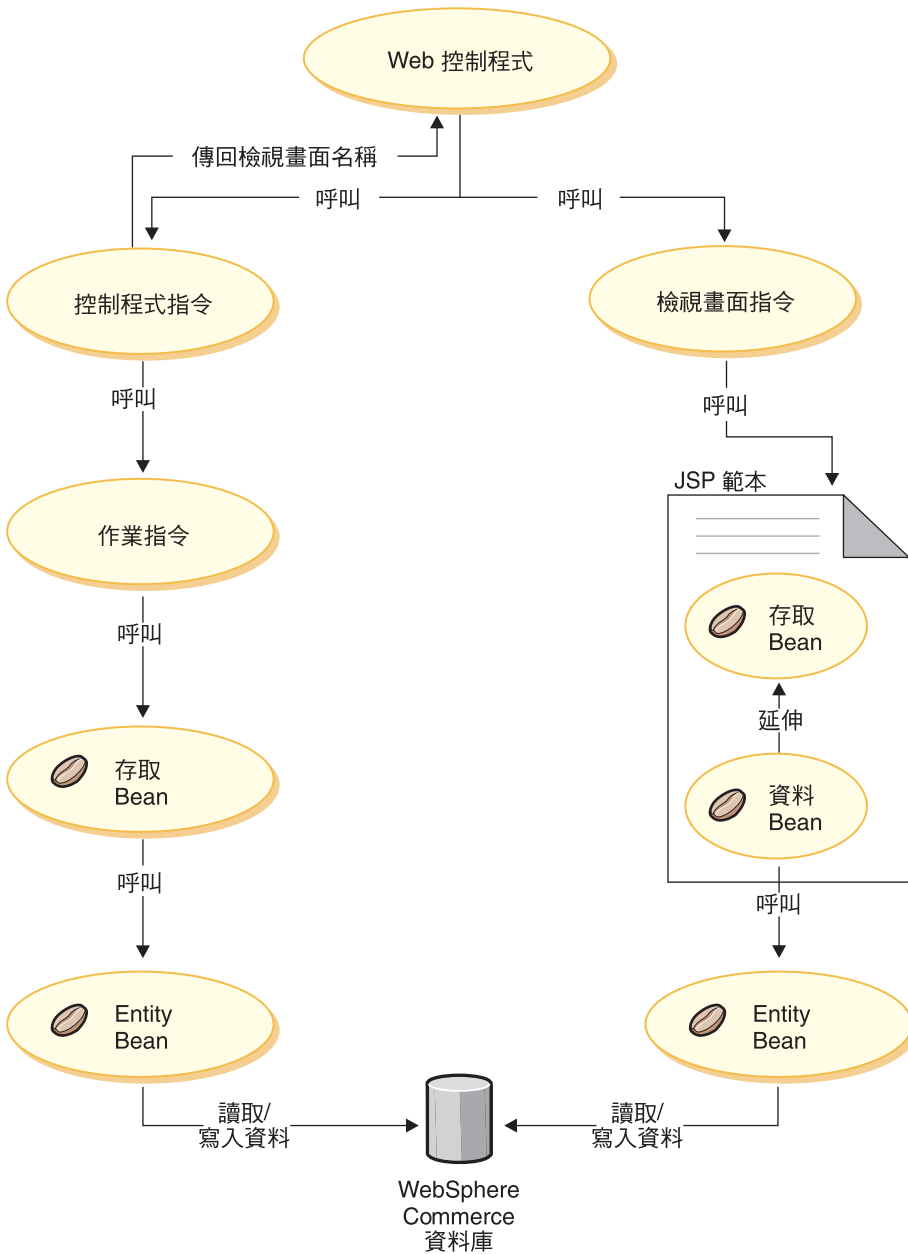 Web 控制程式
傳回檢視畫面名稱
呼叫
呼叫
控制程式指令
檢視畫面指令
呼叫
呼叫
JSP 範本
作業指令
存取
Bean
呼叫
延伸
存取
Bean
資料
Bean
呼叫
呼叫
Entity
Bean
Entity
Bean
讀取/
寫入資料
讀取/
寫入資料
WebSphere
Commerce
資料庫